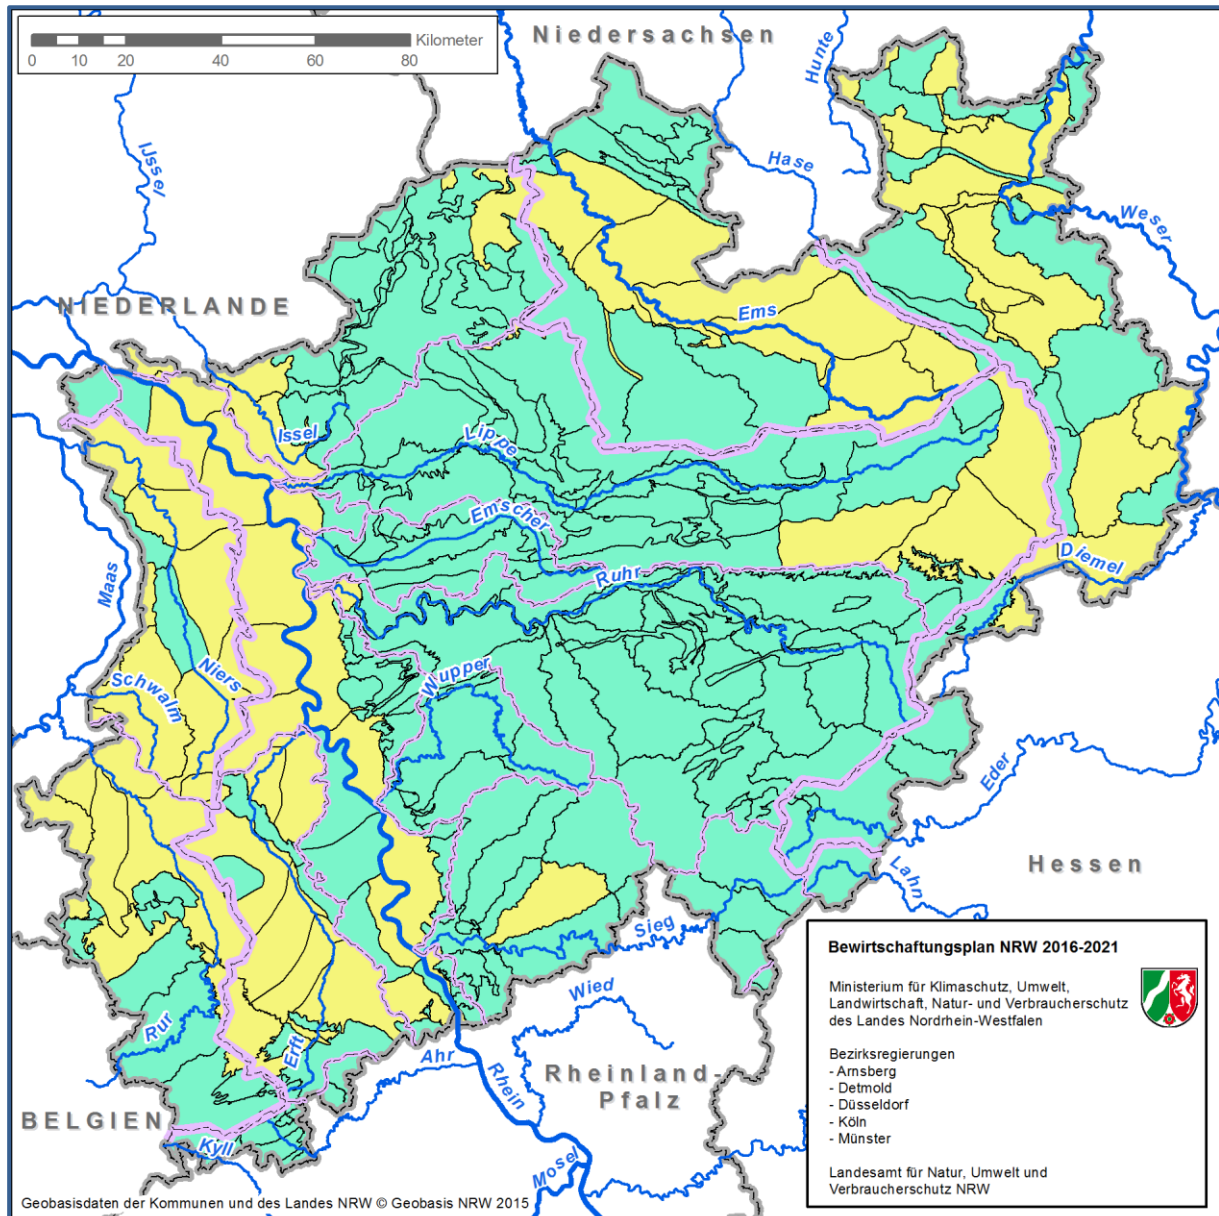 Kilometer
0 10 20 40 60 80
Niedersachsen
Hunte
IJssel
Hase
Weser
NIEDERLANDE
Ems
Issel
Lippe
Emscher
Maas
Ruhr
Diemel
Niers
Schwalm
Wupper
Eder
Hessen
Lahn
Sieg
Wied
Rur
Erft
Ahr
Rhein
Rheinland-
Pfalz
BELGIEN
Kyll
Mosel
Bewirtschaftungsplan NRW 2016-2021
Ministerium für Klimaschutz, Umwelt,
Landwirtschaft, Natur- und Verbraucherschutz
des Landes Nordrhein-Westfalen
Bezirksregierungen
- Arnsberg
- Detmold
- Düsseldorf
- Köln
- Münster
Landesamt für Natur, Umwelt und
Verbraucherschutz NRW
Geobasisdaten der Kommunen und des Landes NRW © Geobasis NRW 2015